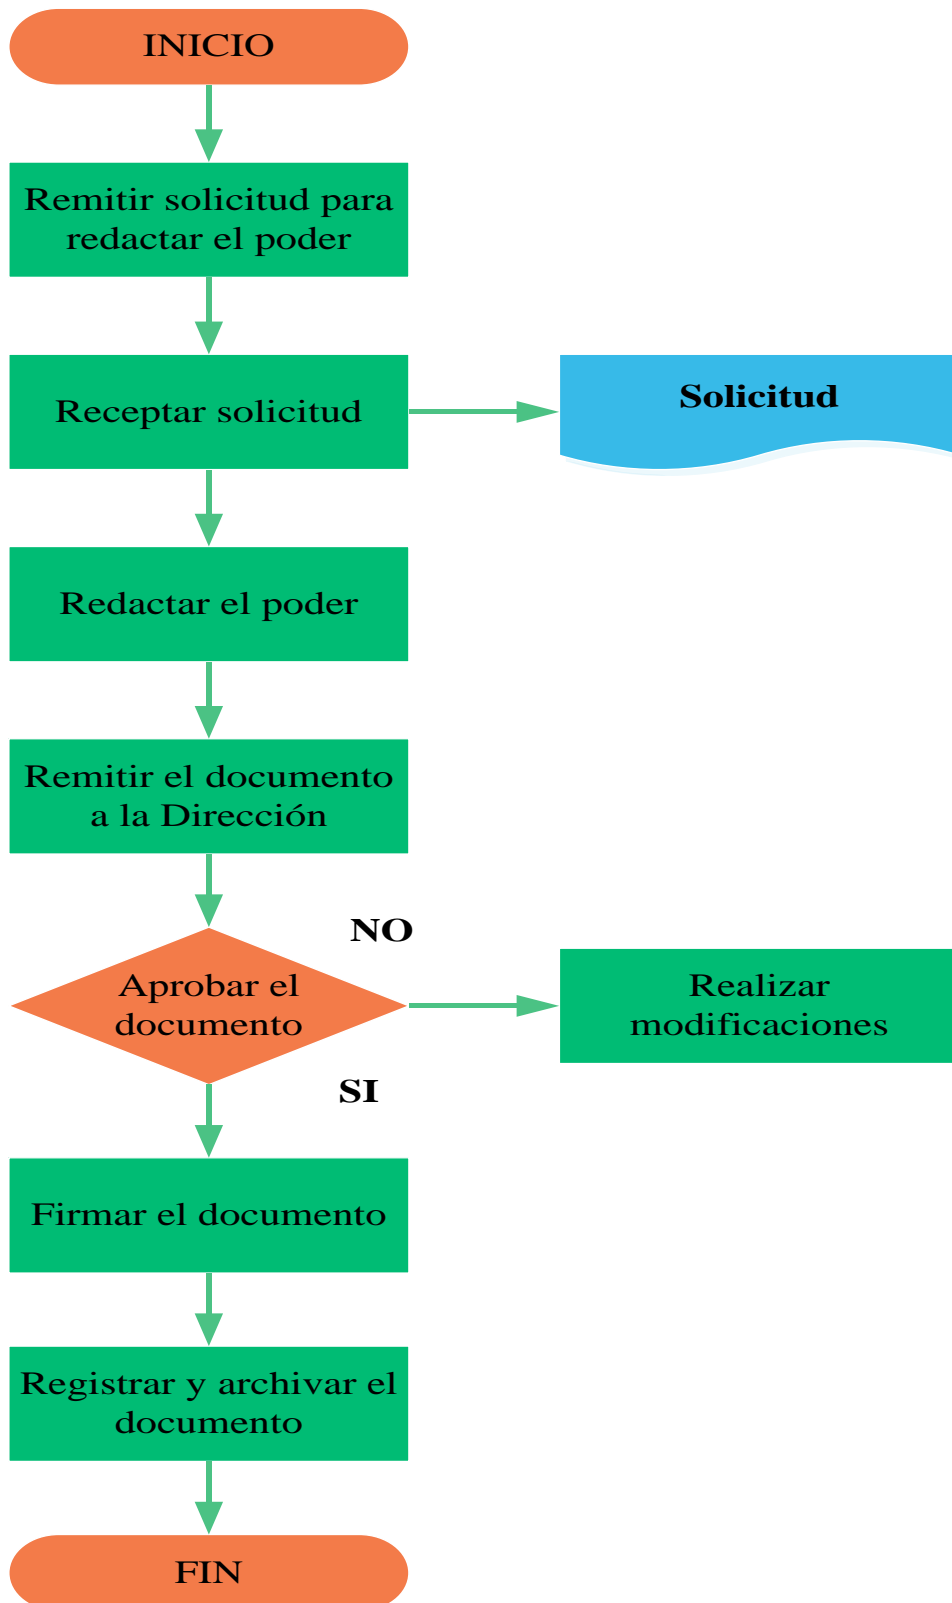 INICIO
Remitir solicitud para
redactar el poder
Receptar solicitud
Solicitud
Redactar el poder
Remitir el documento
a la Dirección
NO
Aprobar el
documento
Realizar
modificaciones
SI
Firmar el documento
Registrar y archivar el
documento
FIN